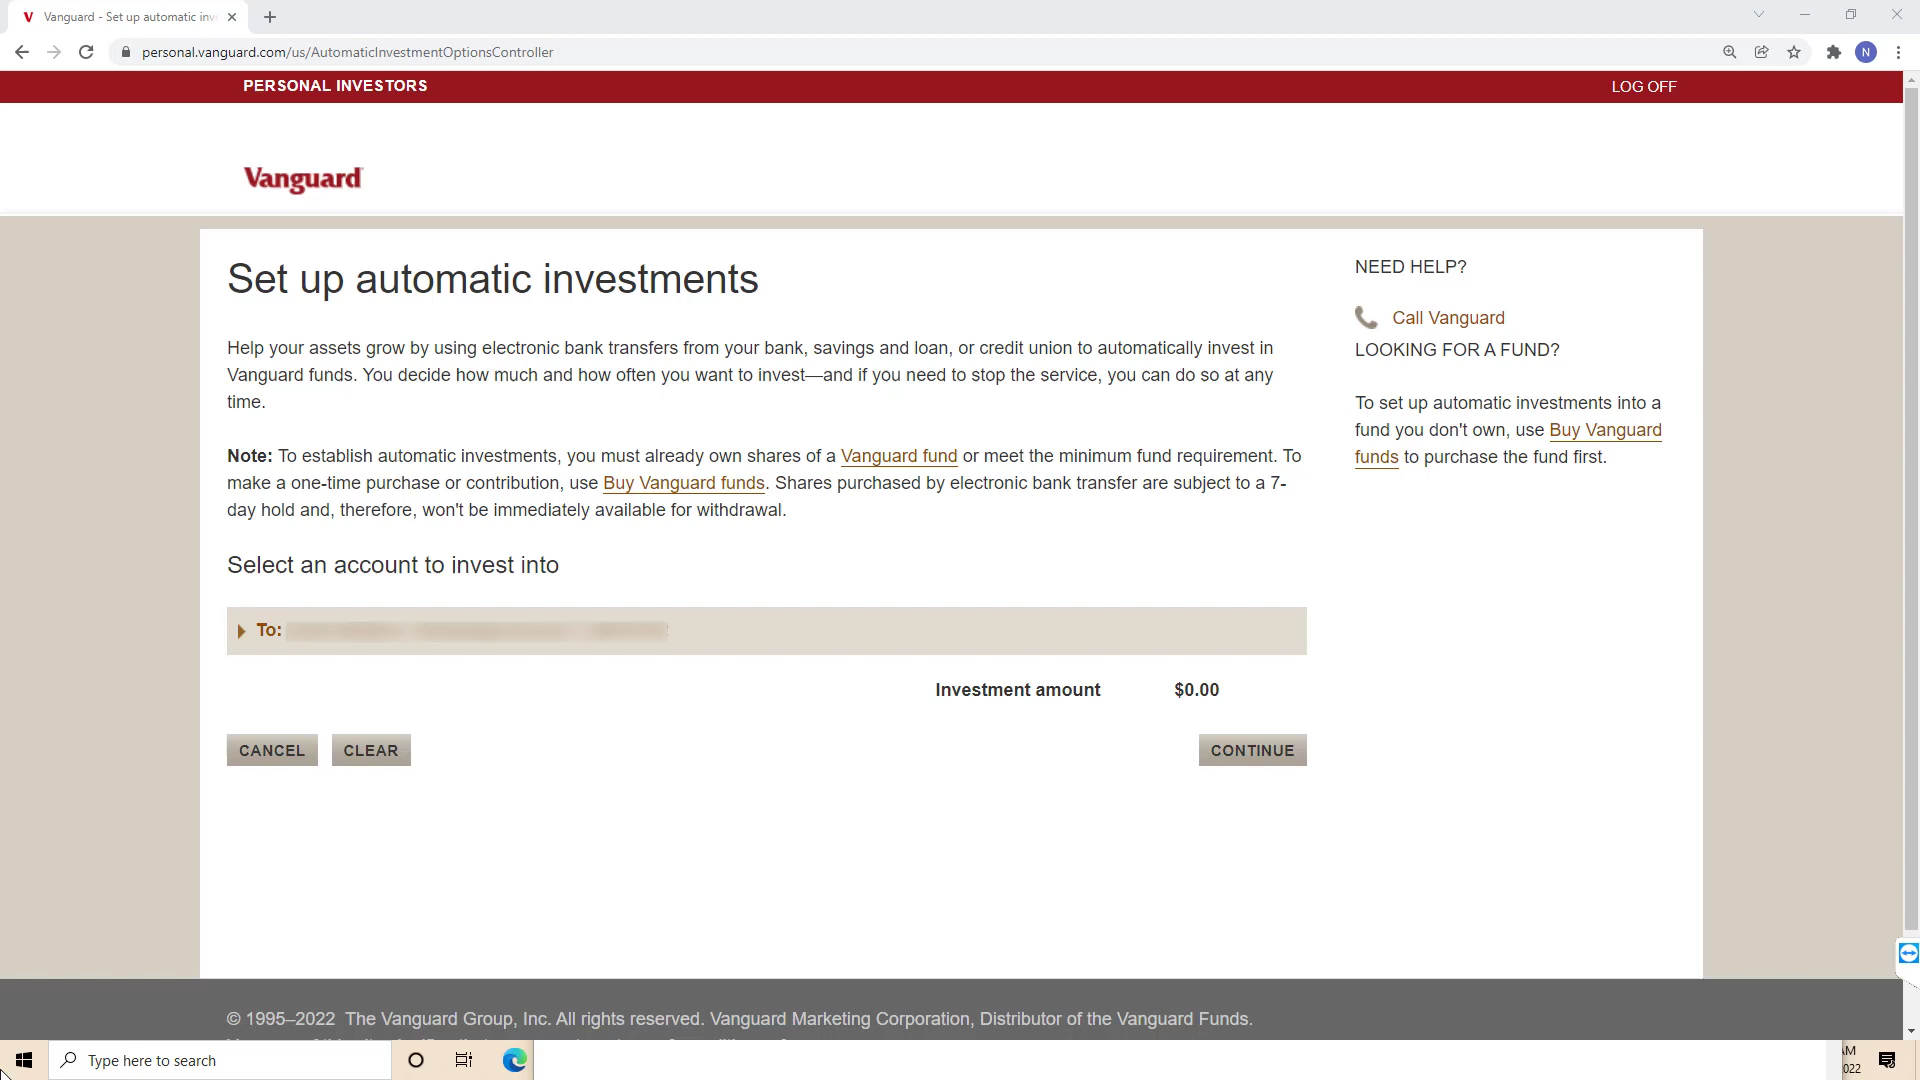 Vanguard - Set up automatic inv
personal.vanguard.com/us/AutomaticInvestmentOptionsController
N
PERSONAL INVESTORS
LOG OFF
Vanguard
Set up automatic investments
Help your assets grow by using electronic bank transfers from your bank, savings and loan, or credit union to automatically invest in
Vanguard funds. You decide how much and how often you want to invest—and if you need to stop the service, you can do so at any
time.
Note: To establish automatic investments, you must already own shares of a Vanguard fund or meet the minimum fund requirement. To
make a one-time purchase or contribution, use Buy Vanguard funds. Shares purchased by electronic bank transfer are subject to a 7-
day hold and, therefore, won't be immediately available for withdrawal.
Select an account to invest into
To:
Investment amount $0.00
CANCEL CLEAR CONTINUE
NEED HELP?
Call Vanguard
LOOKING FOR A FUND?
To set up automatic investments into a
fund you don't own, use Buy Vanguard
funds to purchase the fund first.
© 1995–2022 The Vanguard Group, Inc. All rights reserved. Vanguard Marketing Corporation, Distributor of the Vanguard Funds.
Type here to search
AM
022